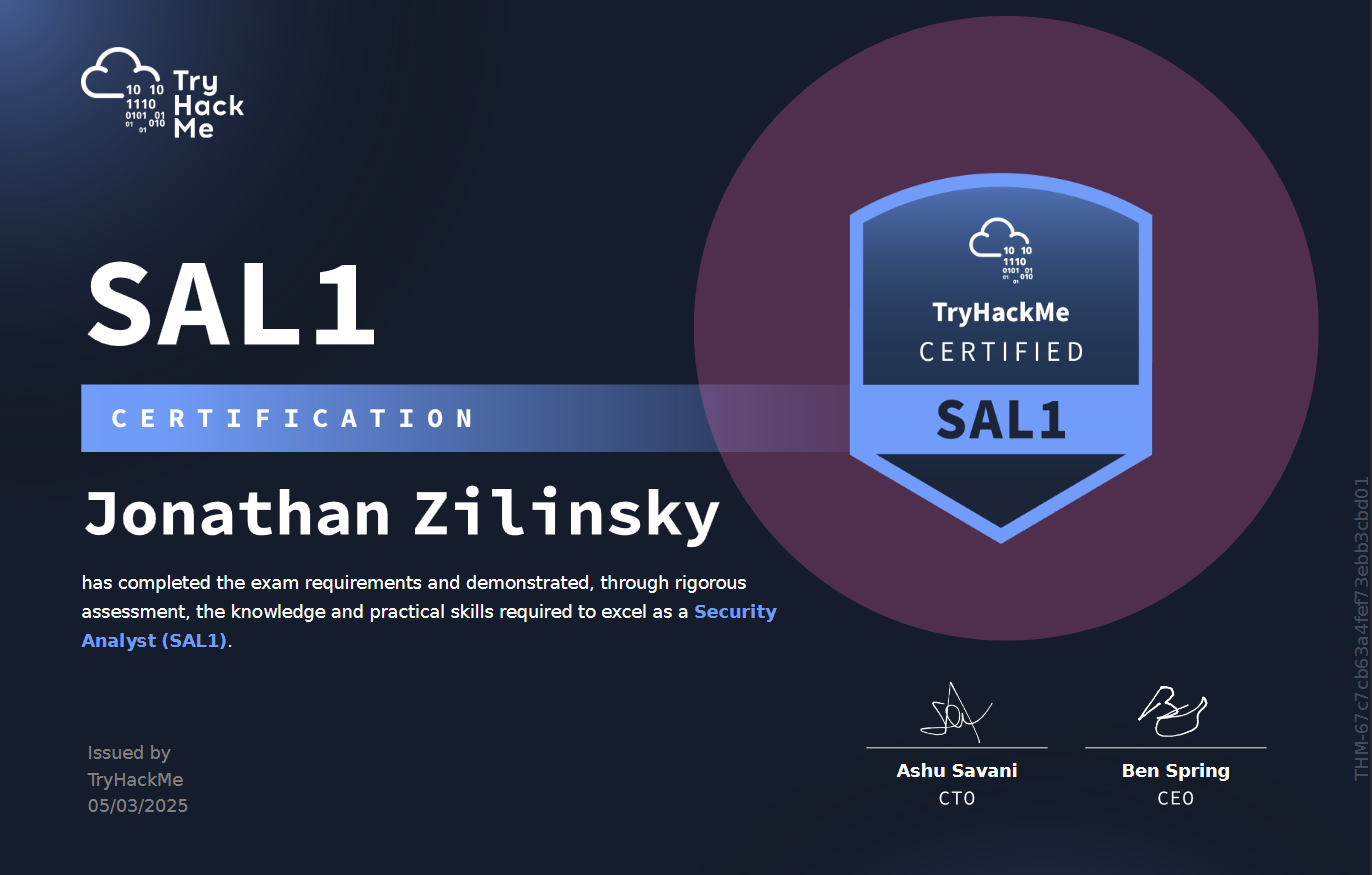 10 10
1110
0101 01
01 010
01
Try
Hack
Me
SAL1
CERTIFICATION
Jonathan Zilinsky
has completed the exam requirements and demonstrated, through rigorous
assessment, the knowledge and practical skills required to excel as a Security
Analyst (SAL1).
Issued by
TryHackMe
05/03/2025
10 10
1110
0101 01
01 010
01
TryHackMe
CERTIFIED
SAL1
Ashu Savani
CTO
Ben Spring
CEO
THM-67c7cb63a4fef73ebb3cbd01